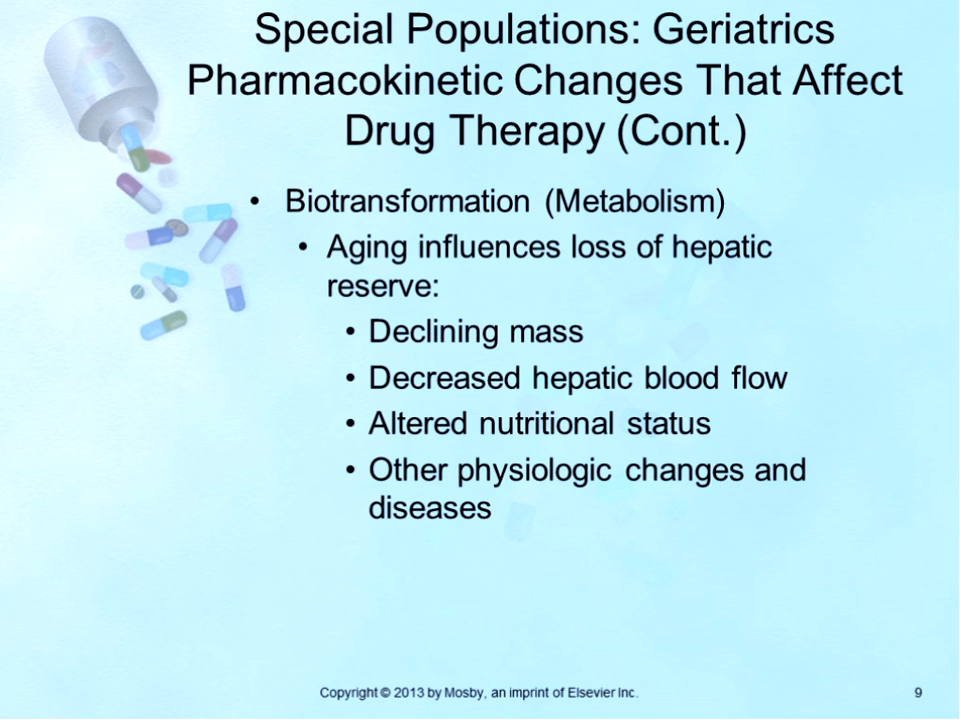 Special Populations: Geriatrics
Pharmacokinetic Changes That Affect
Drug Therapy (Cont.)
• Biotransformation (Metabolism)
• Aging influences loss of hepatic
reserve:
• Declining mass
• Decreased hepatic blood flow
• Altered nutritional status
• Other physiologic changes and
diseases
Copyright © 2013 by Mosby, an imprint of Elsevier Inc.
9